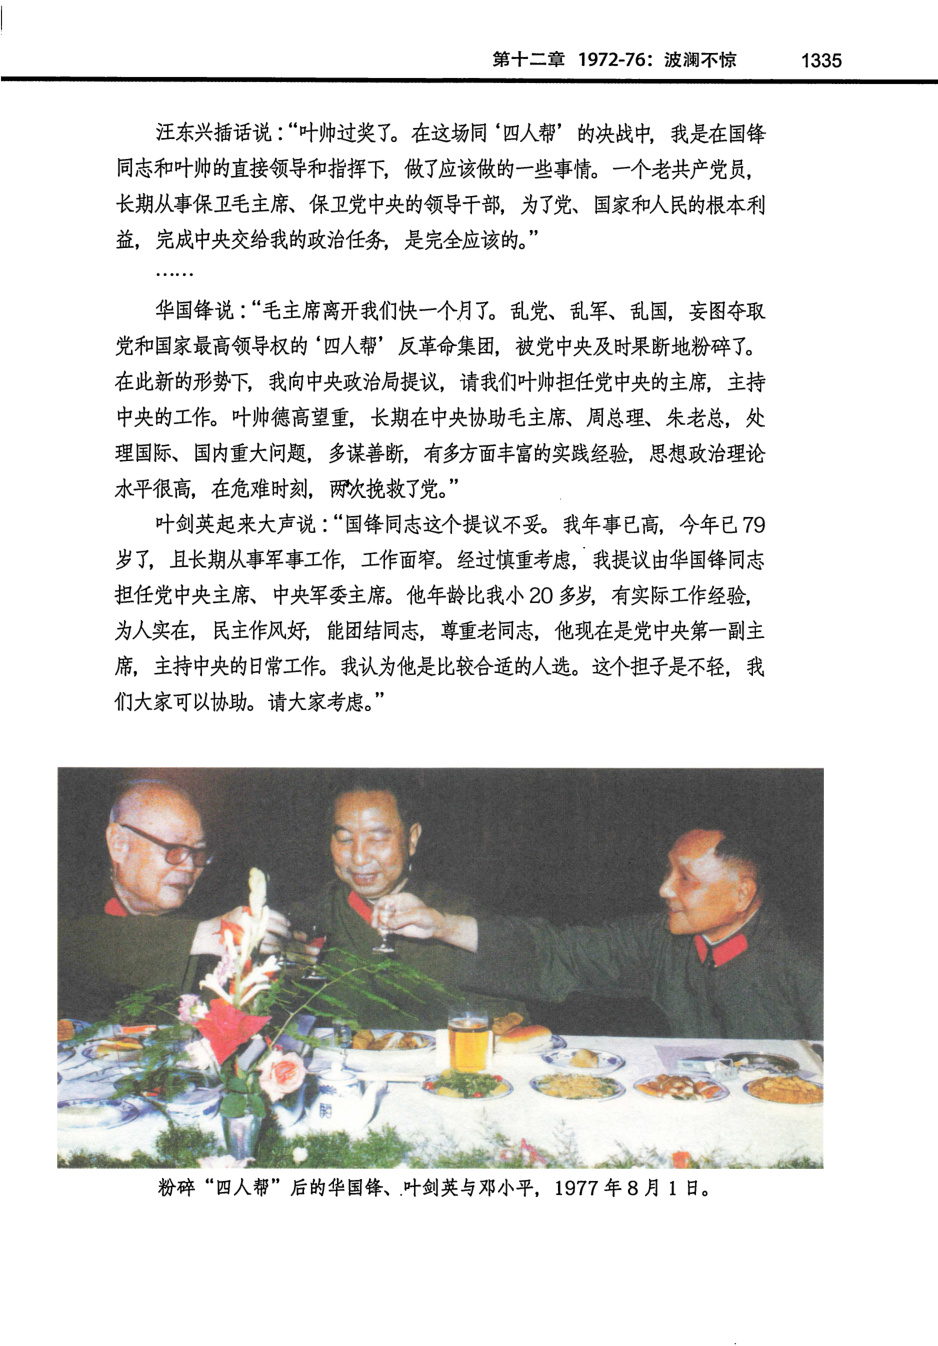 第十二章 1972-76：波澜不惊 1335
汪东兴插话说：“叶帅过奖了。在这场同‘四人帮’的决战中，我是在国锋
同志和叶帅的直接领导和指挥下，做了应该做的一些事情。一个老共产党员，
长期从事保卫毛主席、保卫党中央的领导干部，为了党、国家和人民的根本利
益，完成中央交给我的政治任务，是完全应该的。”
……
华国锋说：“毛主席离开我们快一个月了。乱党、乱军、乱国，妄图夺取
党和国家最高领导权的‘四人帮’反革命集团，被党中央及时果断地粉碎了。
在此新的形势下，我向中央政治局提议，请我们叶帅担任党中央的主席，主持
中央的工作。叶帅德高望重，长期在中央协助毛主席、周总理、朱老总，处
理国际、国内重大问题，多谋善断，有多方面丰富的实践经验，思想政治理论
水平很高，在危难时刻，两次挽救了党。”
叶剑英起来大声说：“国锋同志这个提议不妥。我年事已高，今年已79
岁了，且长期从事军事工作，工作面窄。经过慎重考虑，我提议由华国锋同志
担任党中央主席、中央军委主席。他年龄比我小20多岁，有实际工作经验，
为人实在，民主作风好，能团结同志，尊重老同志，他现在是党中央第一副主
席，主持中央的日常工作。我认为他是比较合适的人选。这个担子是不轻，我
们大家可以协助。请大家考虑。”
粉碎“四人帮”后的华国锋、叶剑英与邓小平，1977年8月1日。